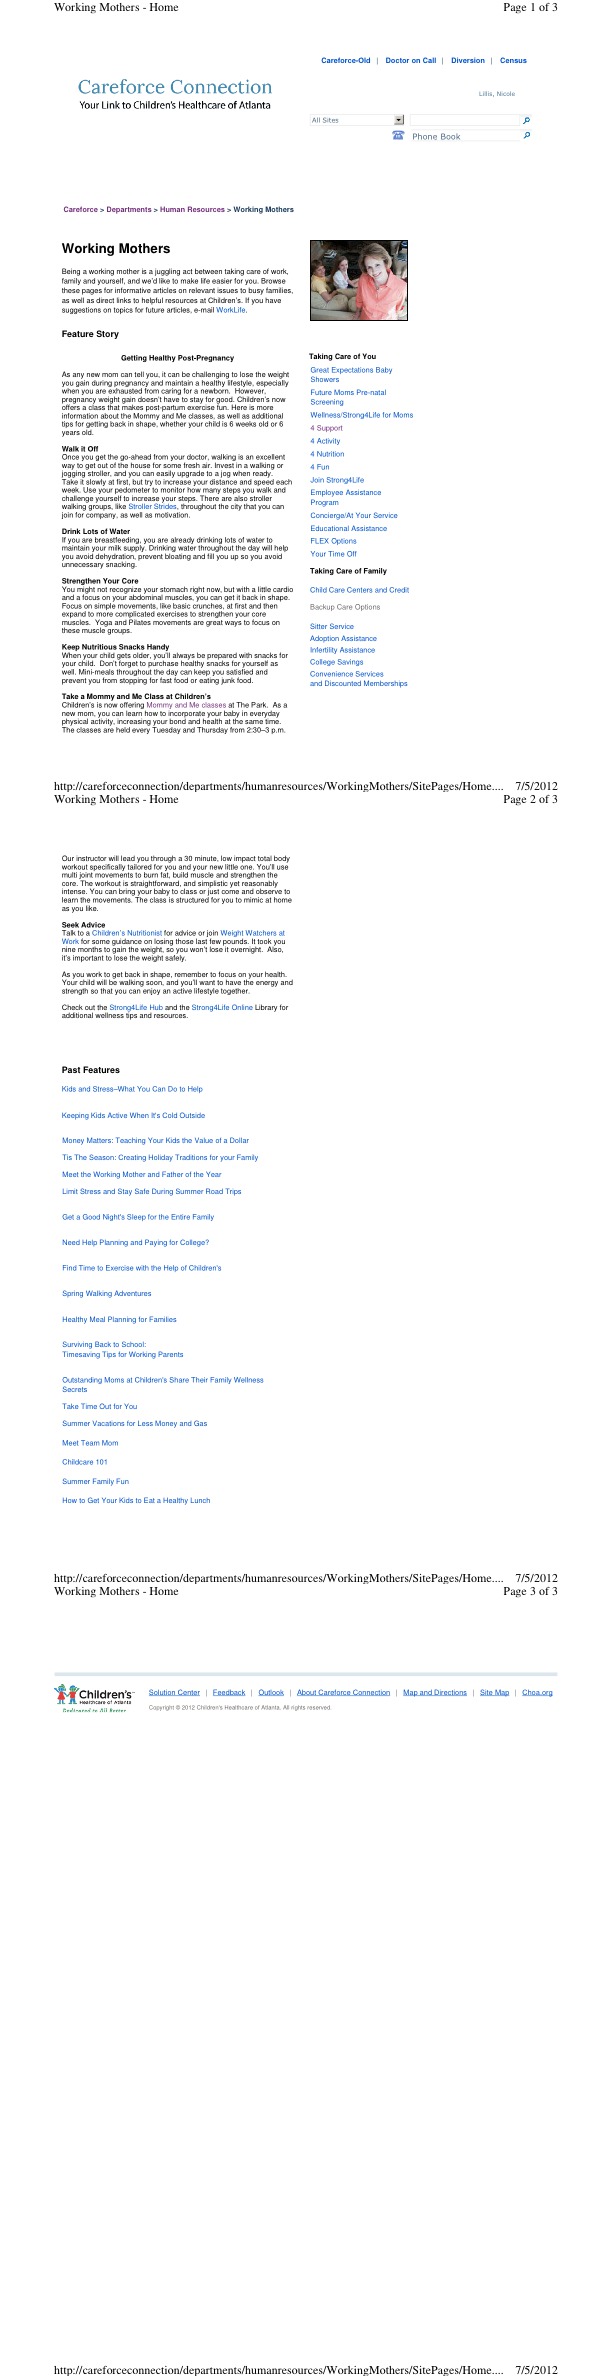 Working Mothers - Home Page 1 of 3
Careforce-Old | Doctor on Call | Diversion | Census
Careforce Connection
Your Link to Children's Healthcare of Atlanta
Lillis, Nicole
All Sites
Phone Book
Careforce > Departments > Human Resources > Working Mothers
Working Mothers
Being a working mother is a juggling act between taking care of work,
family and yourself, and we'd like to make life easier for you. Browse
these pages for informative articles on relevant issues to busy families,
as well as direct links to helpful resources at Children's. If you have
suggestions on topics for future articles, e-mail WorkLife.
Feature Story
Getting Healthy Post-Pregnancy
As any new mom can tell you, it can be challenging to lose the weight
you gain during pregnancy and maintain a healthy lifestyle, especially
when you are exhausted from caring for a newborn. However,
pregnancy weight gain doesn't have to stay for good. Children's now
offers a class that makes post-partum exercise fun. Here is more
information about the Mommy and Me classes, as well as additional
tips for getting back in shape, whether your child is 6 weeks old or 6
years old.
Walk it Off
Once you get the go-ahead from your doctor, walking is an excellent
way to get out of the house for some fresh air. Invest in a walking or
jogging stroller, and you can easily upgrade to a jog when ready.
Take it slowly at first, but try to increase your distance and speed each
week. Use your pedometer to monitor how many steps you walk and
challenge yourself to increase your steps. There are also stroller
walking groups, like Stroller Strides, throughout the city that you can
join for company, as well as motivation.
Drink Lots of Water
If you are breastfeeding, you are already drinking lots of water to
maintain your milk supply. Drinking water throughout the day will help
you avoid dehydration, prevent bloating and fill you up so you avoid
unnecessary snacking.
Strengthen Your Core
You might not recognize your stomach right now, but with a little cardio
and a focus on your abdominal muscles, you can get it back in shape.
Focus on simple movements, like basic crunches, at first and then
expand to more complicated exercises to strengthen your core
muscles. Yoga and Pilates movements are great ways to focus on
these muscle groups.
Keep Nutritious Snacks Handy
When your child gets older, you'll always be prepared with snacks for
your child. Don't forget to purchase healthy snacks for yourself as
well. Mini-meals throughout the day can keep you satisfied and
prevent you from stopping for fast food or eating junk food.
Take a Mommy and Me Class at Children's
Children's is now offering Mommy and Me classes at The Park. As a
new mom, you can learn how to incorporate your baby in everyday
physical activity, increasing your bond and health at the same time.
The classes are held every Tuesday and Thursday from 2:30–3 p.m.
Taking Care of You
Great Expectations Baby
Showers
Future Moms Pre-natal
Screening
Wellness/Strong4Life for Moms
4 Support
4 Activity
4 Nutrition
4 Fun
Join Strong4Life
Employee Assistance
Program
Concierge/At Your Service
Educational Assistance
FLEX Options
Your Time Off
Taking Care of Family
Child Care Centers and Credit
Backup Care Options
Sitter Service
Adoption Assistance
Infertility Assistance
College Savings
Convenience Services
and Discounted Memberships
http://careforceconnection/departments/humanresources/WorkingMothers/SitePages/Home.... 7/5/2012
Working Mothers - Home Page 2 of 3
Our instructor will lead you through a 30 minute, low impact total body
workout specifically tailored for you and your new little one. You'll use
multi joint movements to burn fat, build muscle and strengthen the
core. The workout is straightforward, and simplistic yet reasonably
intense. You can bring your baby to class or just come and observe to
learn the movements. The class is structured for you to mimic at home
as you like.
Seek Advice
Talk to a Children's Nutritionist for advice or join Weight Watchers at
Work for some guidance on losing those last few pounds. It took you
nine months to gain the weight, so you won't lose it overnight. Also,
it's important to lose the weight safely.
As you work to get back in shape, remember to focus on your health.
Your child will be walking soon, and you'll want to have the energy and
strength so that you can enjoy an active lifestyle together.
Check out the Strong4Life Hub and the Strong4Life Online Library for
additional wellness tips and resources.
Past Features
Kids and Stress–What You Can Do to Help
Keeping Kids Active When It's Cold Outside
Money Matters: Teaching Your Kids the Value of a Dollar
Tis The Season: Creating Holiday Traditions for your Family
Meet the Working Mother and Father of the Year
Limit Stress and Stay Safe During Summer Road Trips
Get a Good Night's Sleep for the Entire Family
Need Help Planning and Paying for College?
Find Time to Exercise with the Help of Children's
Spring Walking Adventures
Healthy Meal Planning for Families
Surviving Back to School:
Timesaving Tips for Working Parents
Outstanding Moms at Children's Share Their Family Wellness
Secrets
Take Time Out for You
Summer Vacations for Less Money and Gas
Meet Team Mom
Childcare 101
Summer Family Fun
How to Get Your Kids to Eat a Healthy Lunch
http://careforceconnection/departments/humanresources/WorkingMothers/SitePages/Home.... 7/5/2012
Working Mothers - Home Page 3 of 3
Children's
Healthcare of Atlanta
Dedicated to All Better
Solution Center | Feedback | Outlook | About Careforce Connection | Map and Directions | Site Map | Choa.org
Copyright © 2012 Children's Healthcare of Atlanta, All rights reserved.
http://careforceconnection/departments/humanresources/WorkingMothers/SitePages/Home.... 7/5/2012